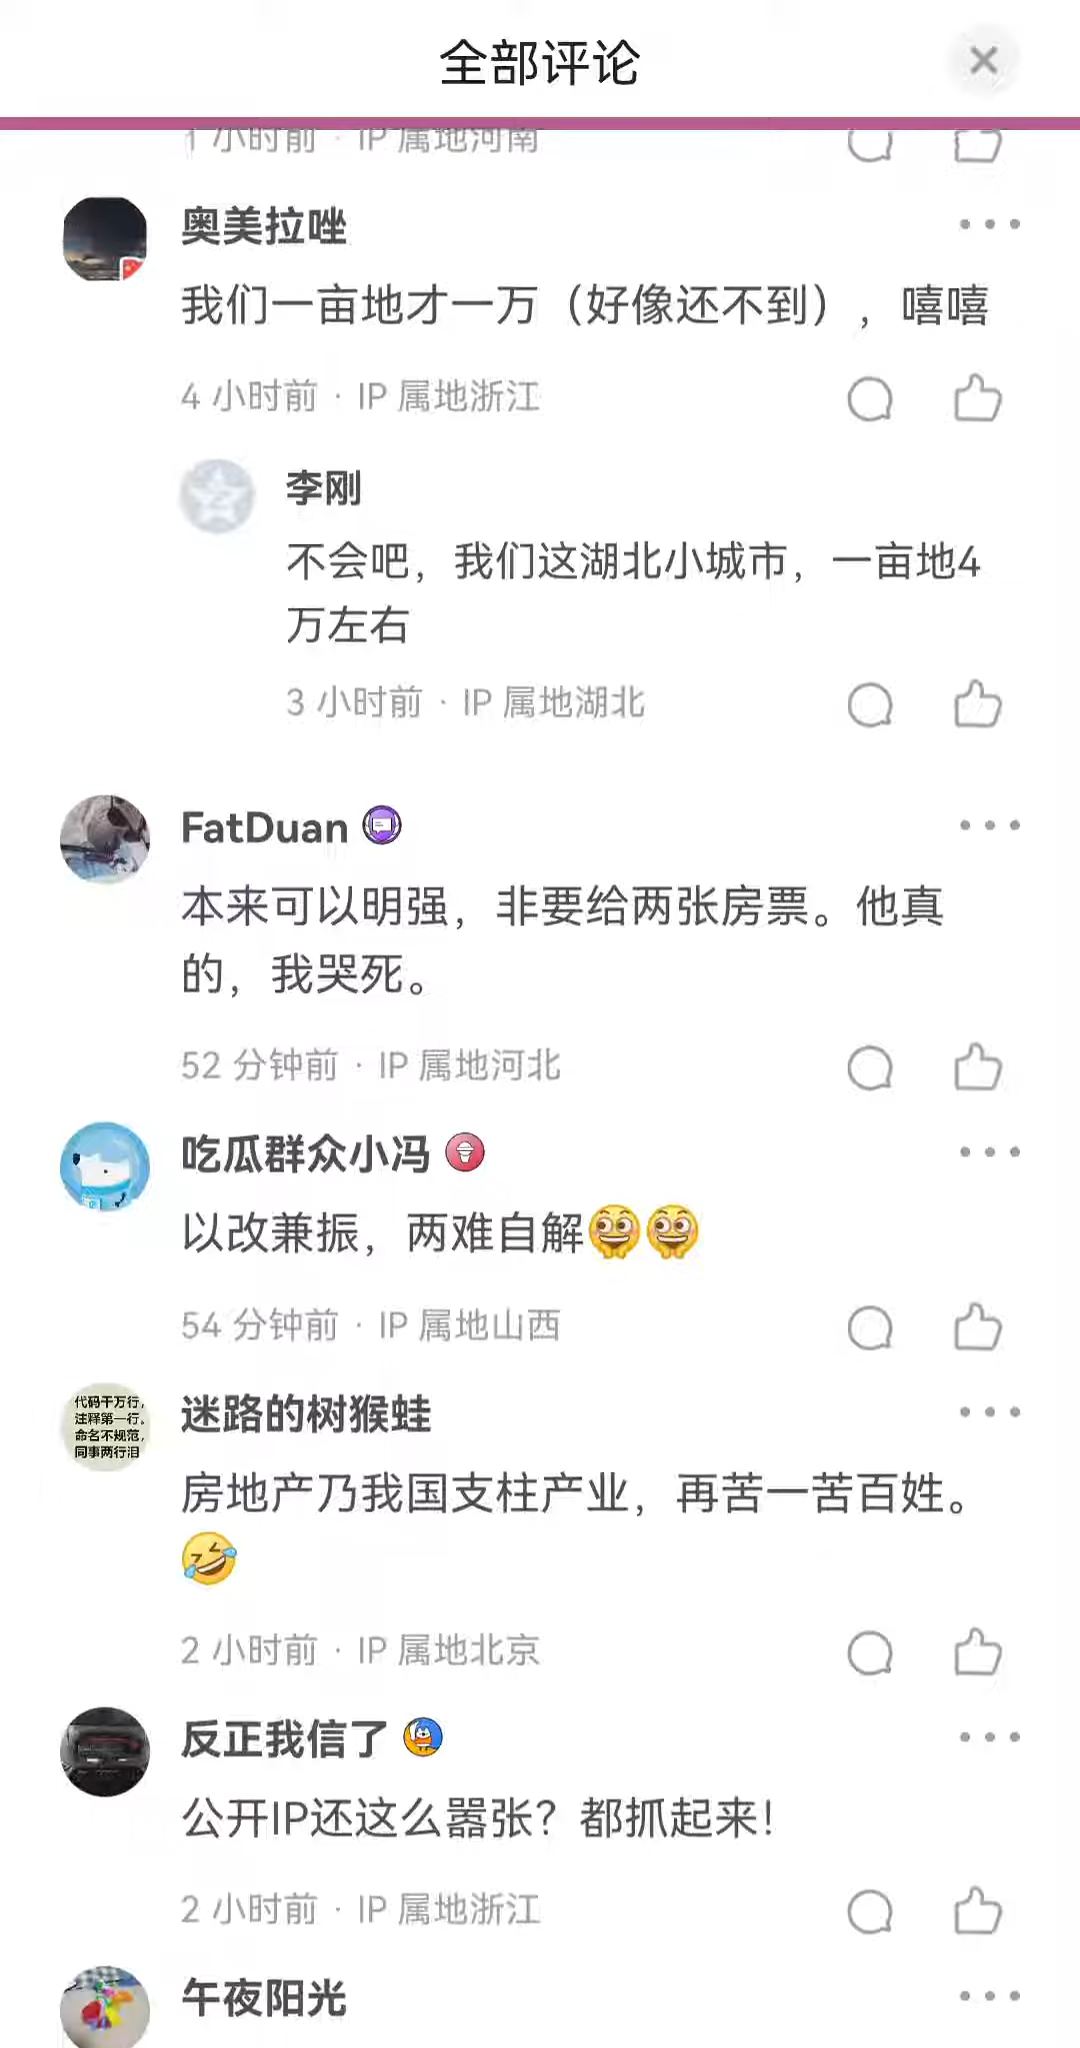 全部评论
1 小时前 · IP 属地河南
奥美拉唑
我们一亩地才一万（好像还不到），嘻嘻
4 小时前 · IP 属地浙江
李刚
不会吧，我们这湖北小城市，一亩地4
万左右
3 小时前 · IP 属地湖北
FatDuan
本来可以明强，非要给两张房票。他真
的，我哭死。
52 分钟前 · IP 属地河北
吃瓜群众小冯
以改兼振，两难自解
54 分钟前 · IP 属地山西
代码千万行，
注释第一行。
命名不规范，
同事两行泪
迷路的树猴蛙
房地产乃我国支柱产业，再苦一苦百姓。
2 小时前 · IP 属地北京
反正我信了
公开IP还这么嚣张？都抓起来！
2 小时前 · IP 属地浙江
午夜阳光